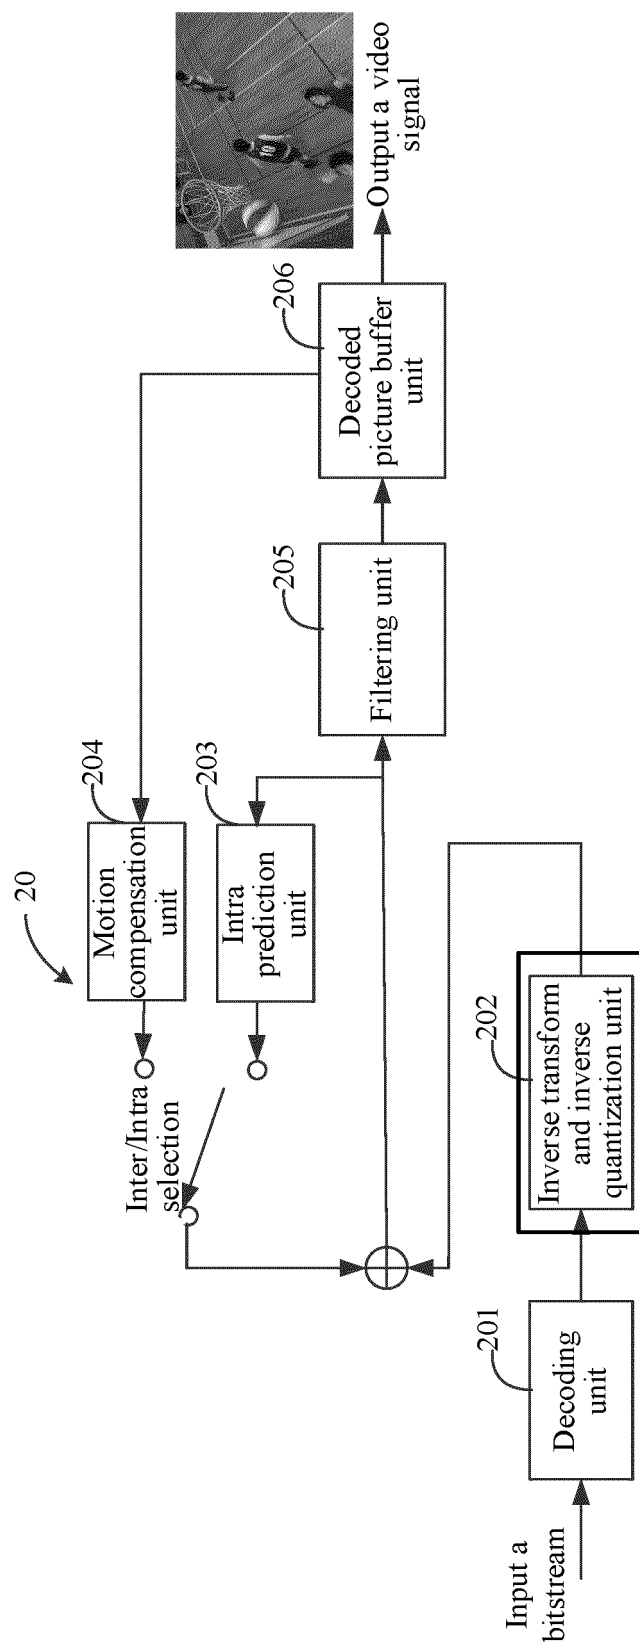 20
Motion
compensation
unit
204
Inter/Intra
selection
Intra
prediction
unit
203
Filtering unit
205
Decoded
picture buffer
unit
206
10
Output a video
signal
Input a
bitstream
Decoding
unit
201
Inverse transform
and inverse
quantization unit
202